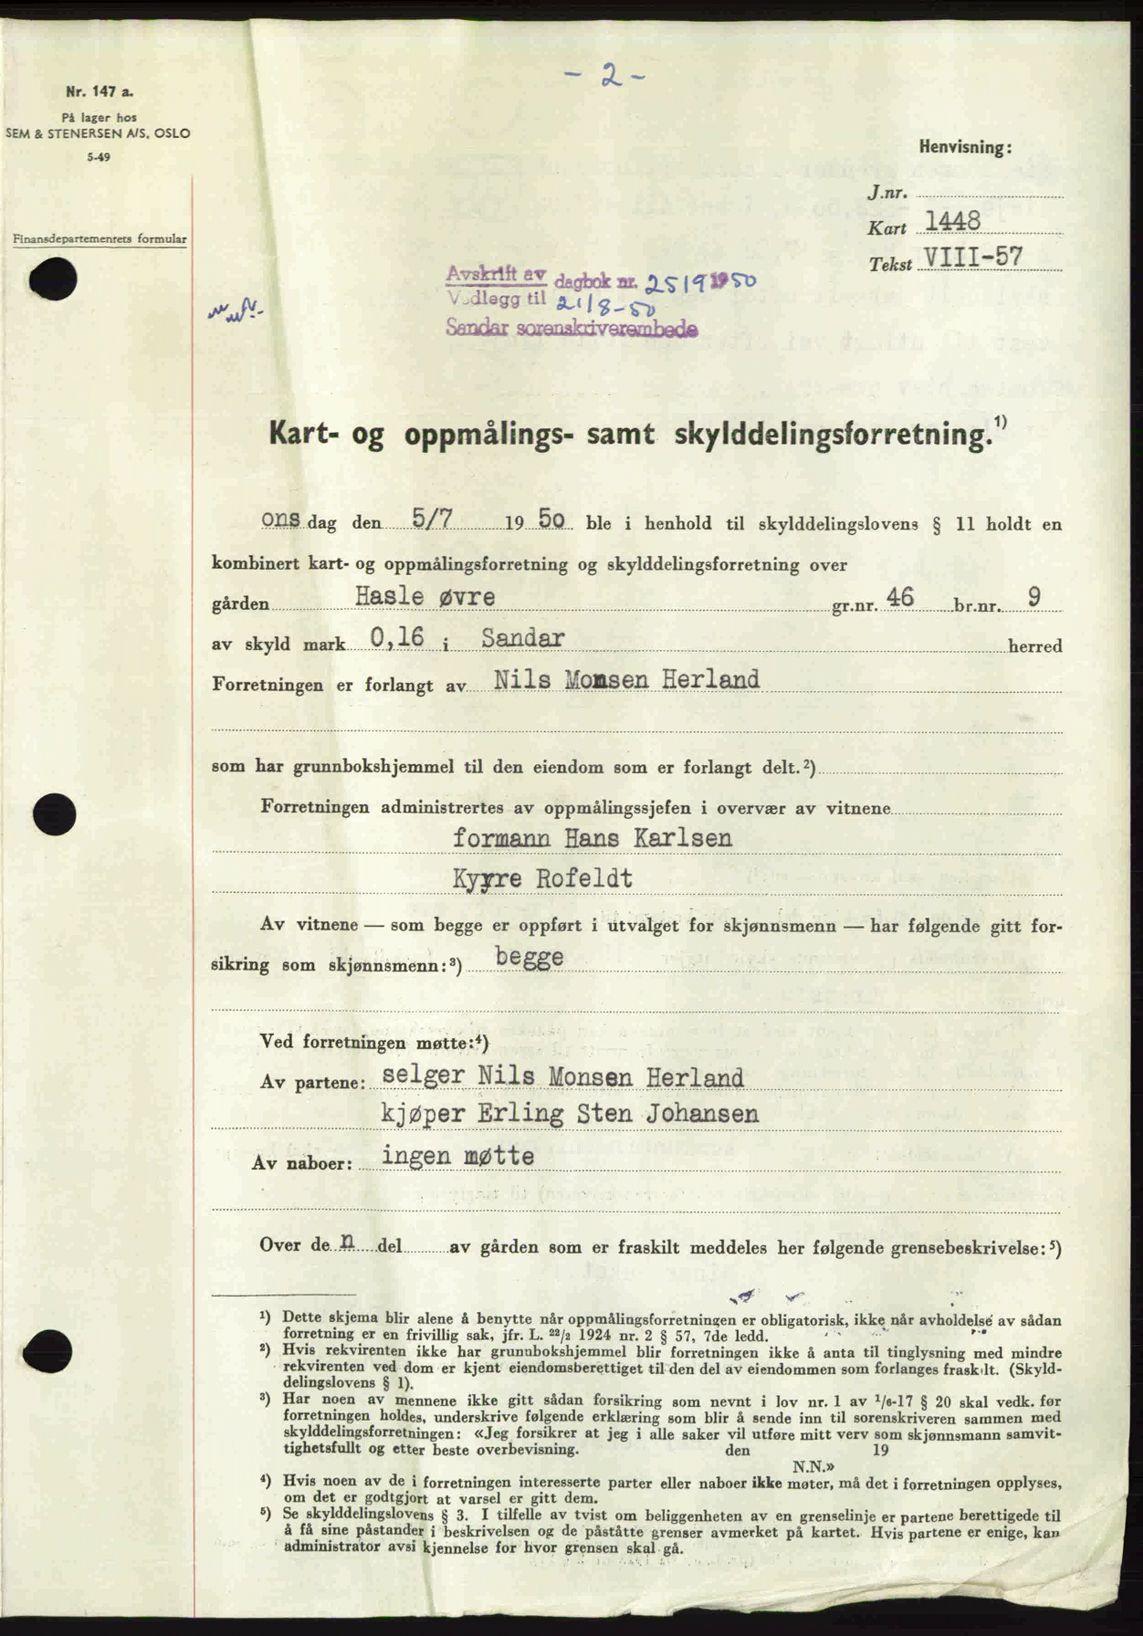 - 2 -
Nr. 147 a.
På lager hos
SEM & STENERSEN A/S, OSLO
5-49
Henvisning:
J.nr.
Kart 1448
Tekst VIII-57
Finansdepartementets formular
Avskrift av dagbok nr. 2519 1950
Vedlegg til 21/8-50
Sandar sorenskriverembede
Kart- og oppmålings- samt skylddelingsforretning.¹)
ons dag den 5/7 19 50 ble i henhold til skylddelingslovens § 11 holdt en
kombinert kart- og oppmålingsforretning og skylddelingsforretning over
gården Hasle øvre gr.nr. 46 br.nr. 9
av skyld mark 0,16 i Sandar herred
Forretningen er forlangt av Nils Monsen Herland
som har grunnbokshjemmel til den eiendom som er forlangt delt.²)
Forretningen administrertes av oppmålingssjefen i overvær av vitnene
formann Hans Karlsen
Kyrre Rofeldt
Av vitnene — som begge er oppført i utvalget for skjønnsmenn — har følgende gitt for-
sikring som skjønnsmenn:³) begge
Ved forretningen møtte:⁴)
Av partene: selger Nils Monsen Herland
kjøper Erling Sten Johansen
Av naboer: ingen møtte
Over de n del av gården som er fraskilt meddeles her følgende grensebeskrivelse:⁵)
¹) Dette skjema blir alene å benytte når oppmålingsforretningen er obligatorisk, ikke når avholdelse av sådan
forretning er en frivillig sak, jfr. L. 22/2 1924 nr. 2 § 57, 7de ledd.
²) Hvis rekvirenten ikke har grunnbokshjemmel blir forretningen ikke å anta til tinglysning med mindre
rekvirenten ved dom er kjent eiendomsberettiget til den del av eiendommen som forlanges fraskilt. (Skyld-
delingslovens § 1).
³) Har noen av mennene ikke gitt sådan forsikring som nevnt i lov nr. 1 av 1/6-17 § 20 skal vedk. før
forretningen holdes, underskrive følgende erklæring som blir å sende inn til sorenskriveren sammen med
skylddelingsforretningen: «Jeg forsikrer at jeg i alle saker vil utføre mitt verv som skjønnsmann samvit-
tighetsfullt og etter beste overbevisning. den 19
N.N.»
⁴) Hvis noen av de i forretningen interesserte parter eller naboer ikke møter, må det i forretningen opplyses,
om det er godtgjort at varsel er gitt dem.
⁵) Se skylddelingslovens § 3. I tilfelle av tvist om beliggenheten av en grenselinje er partene berettigede til
å få sine påstander i beskrivelsen og de påståtte grenser avmerket på kartet. Hvis partene er enige, kan
administrator avsi kjennelse for hvor grensen skal gå.